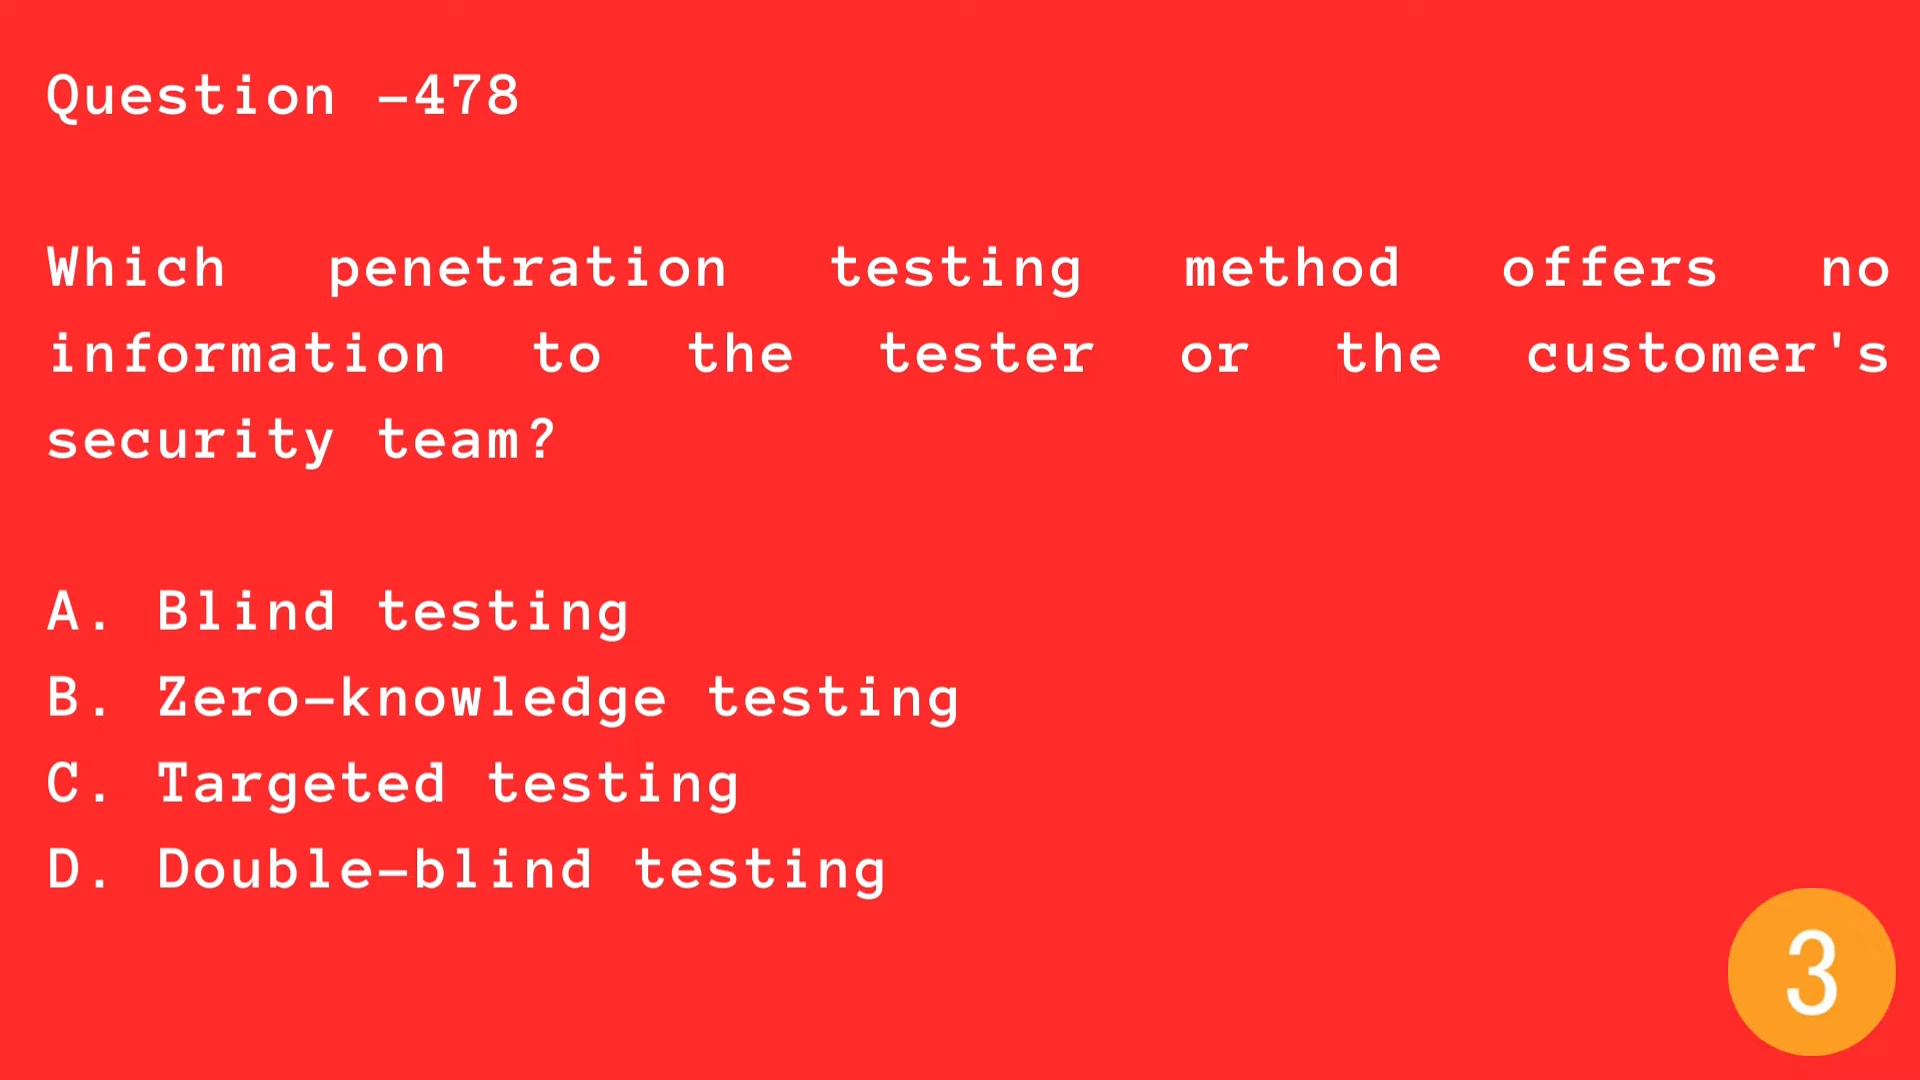 Question -478
Which penetration testing method offers no
information to the tester or the customer's
security team?
A. Blind testing
B. Zero-knowledge testing
C. Targeted testing
D. Double-blind testing
3